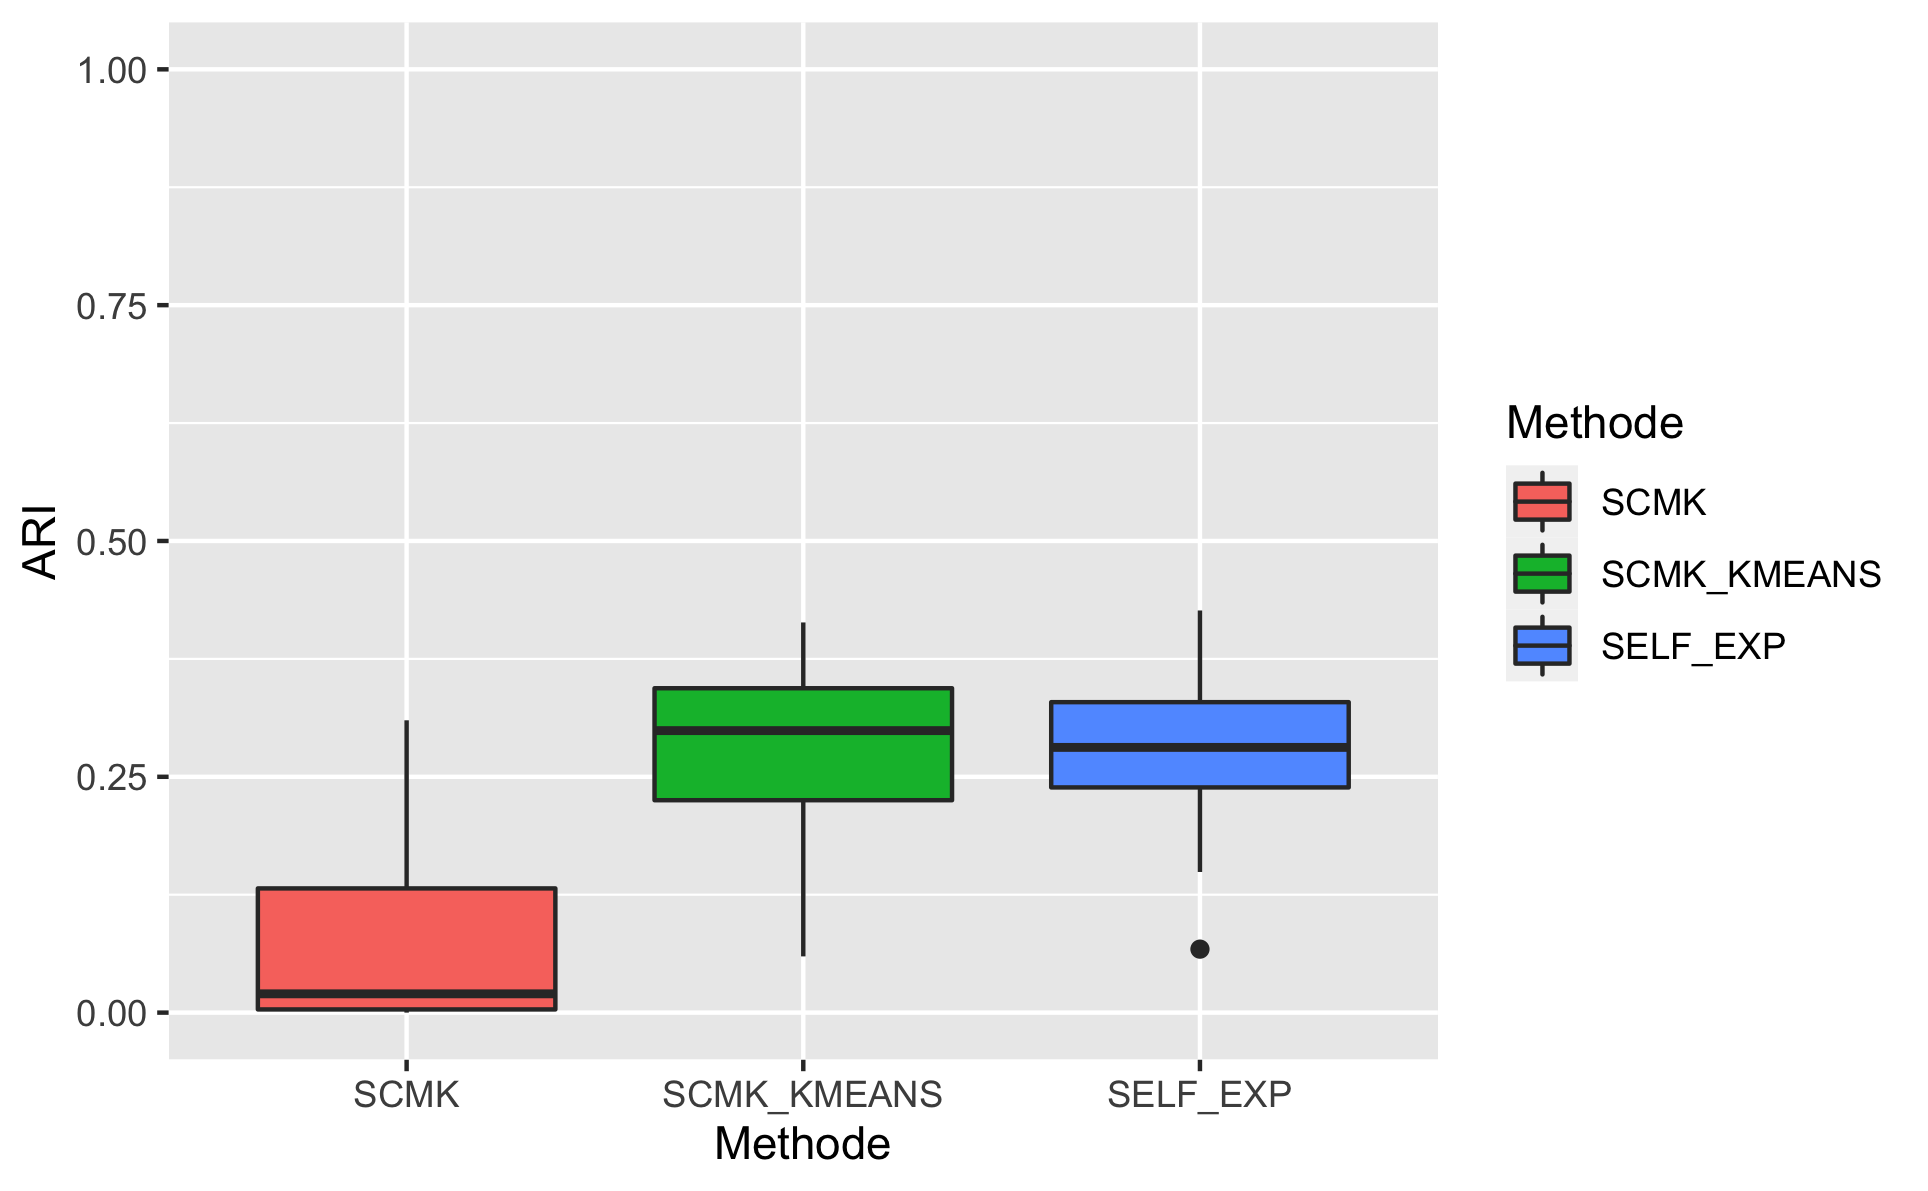 ARI
1.00
0.75
0.50
0.25
0.00
SCMK
SCMK_KMEANS
SELF_EXP
Methode
Methode
SCMK
SCMK_KMEANS
SELF_EXP